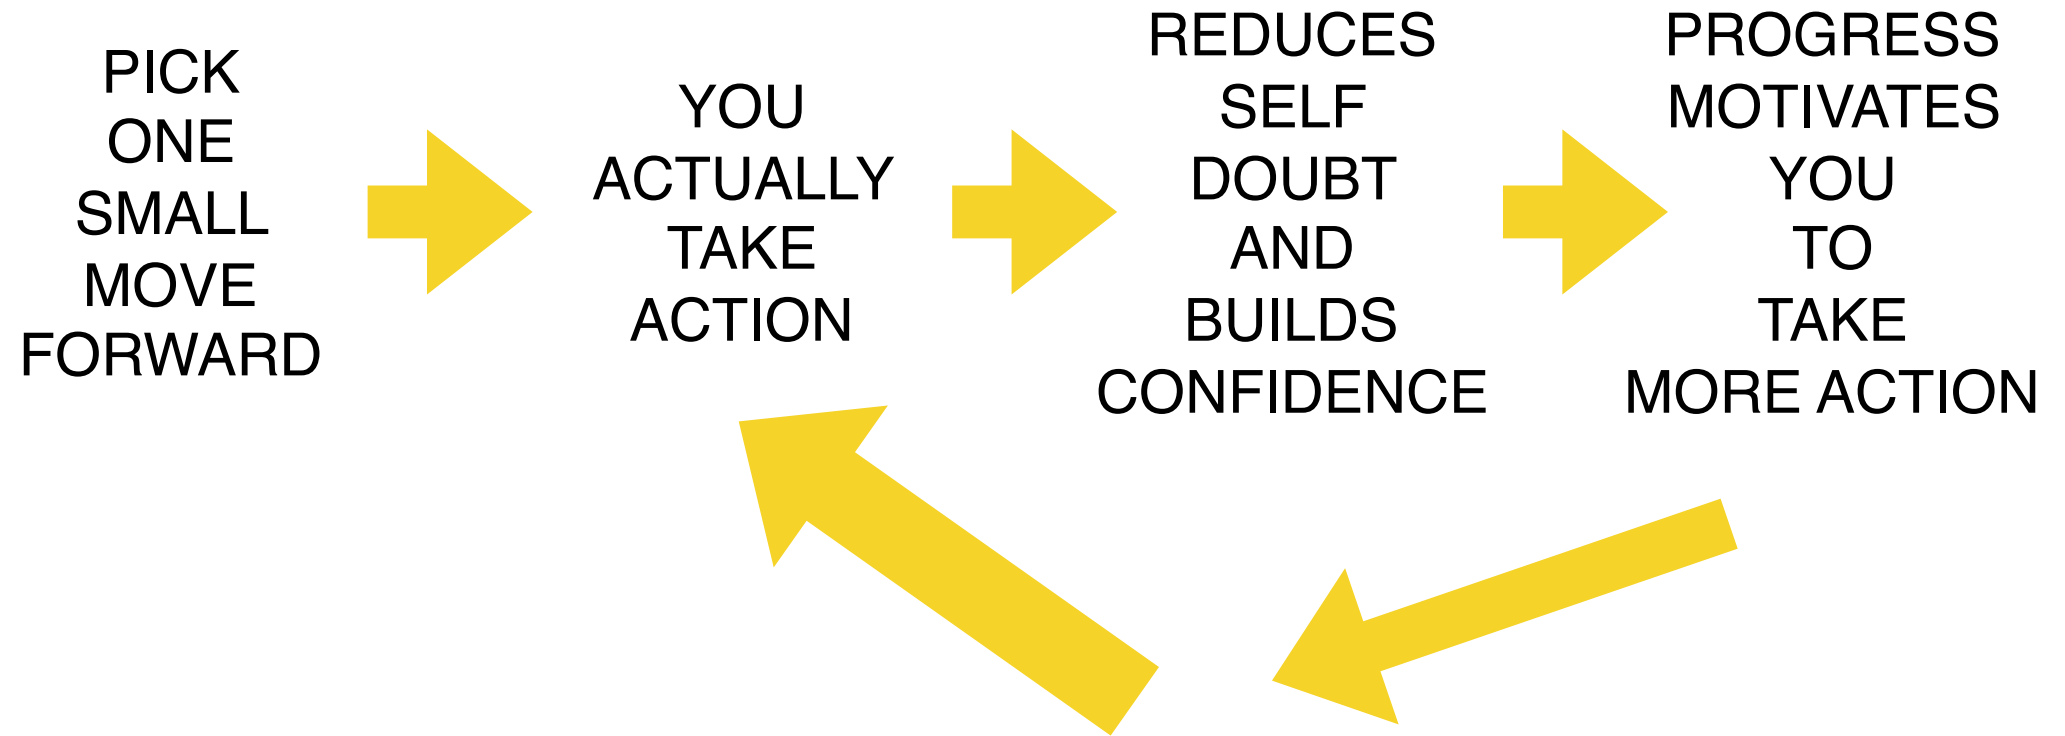 PICK
ONE
SMALL
MOVE
FORWARD
YOU
ACTUALLY
TAKE
ACTION
REDUCES
SELF
DOUBT
AND
BUILDS
CONFIDENCE
PROGRESS
MOTIVATES
YOU
TO
TAKE
MORE ACTION